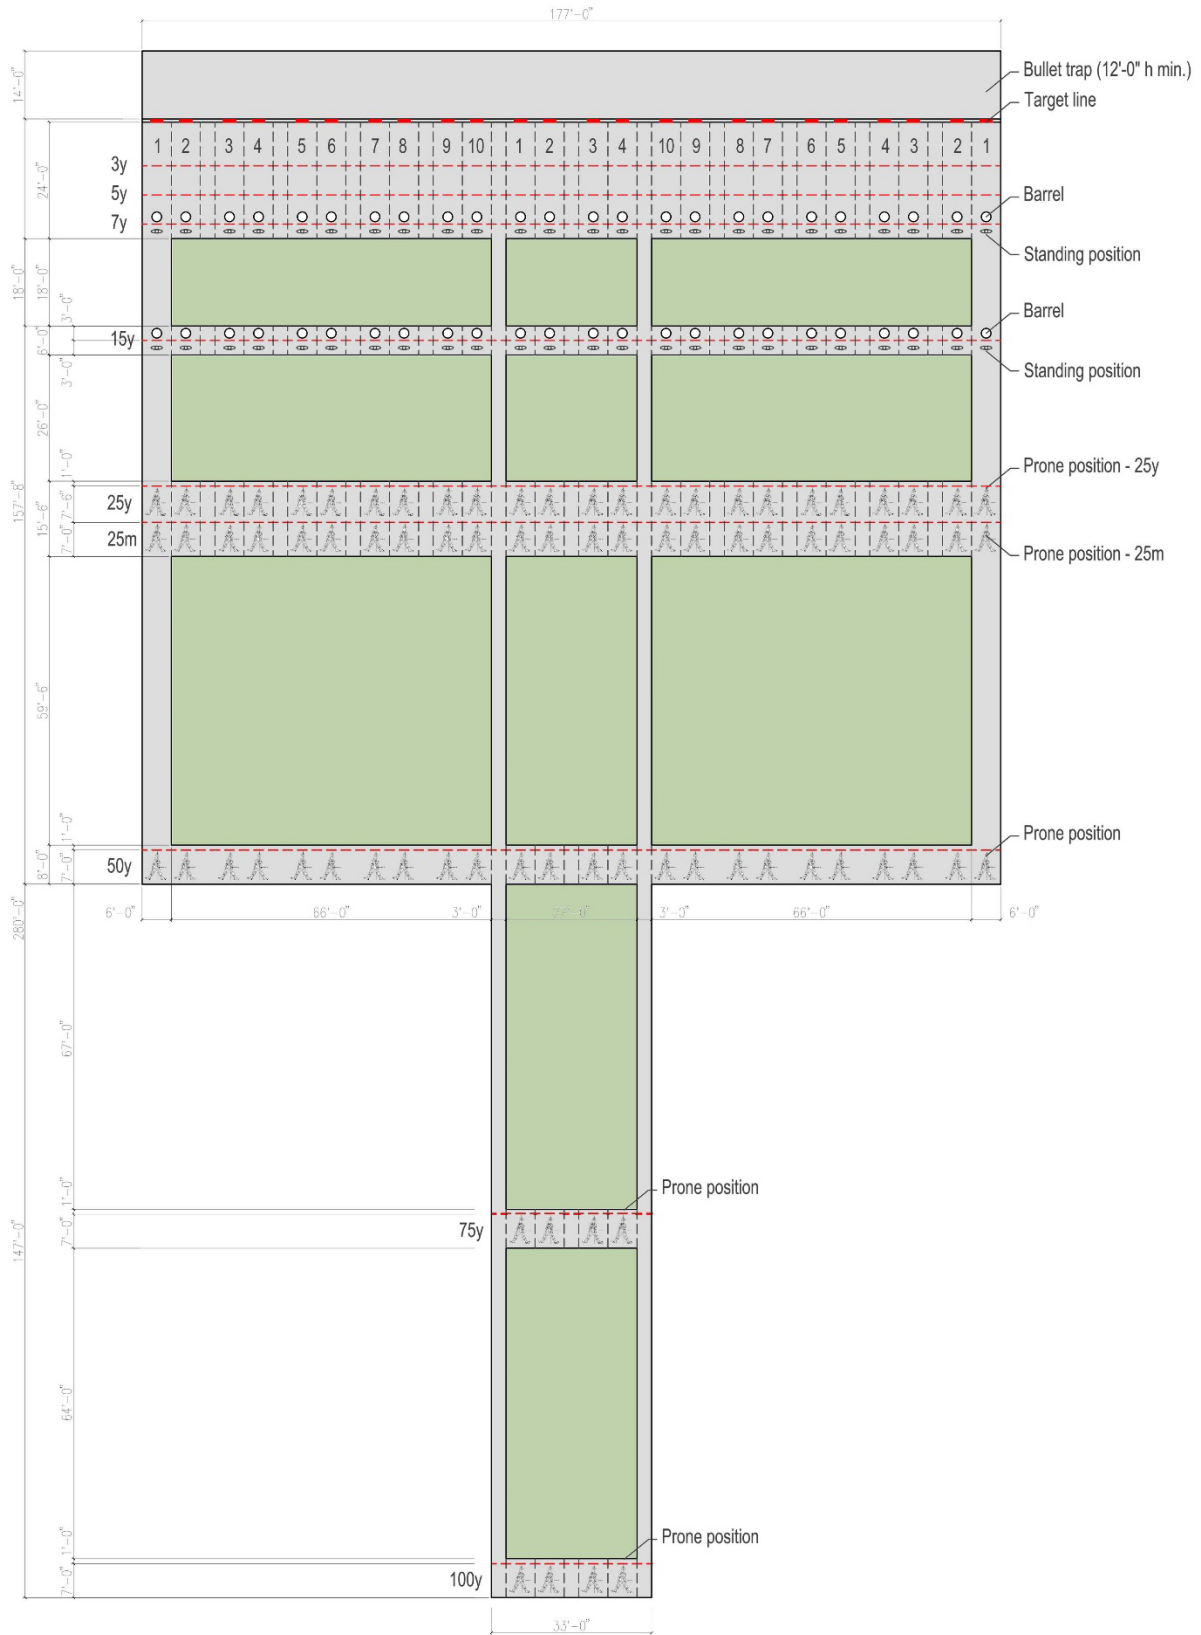 177'-0"
14'-0"
Bullet trap (12'-0" h min.)
Target line
1 2 3 4 5 6 7 8 9 10 1 2 3 4 10 9 8 7 6 5 4 3 2 1
3y
24'-0"
5y
Barrel
7y
Standing position
18'-0" 18'-0"
3'-0"
Barrel
6'-0"
15y
3'-0"
Standing position
26'-0"
1'-0"
Prone position - 25y
157'-8"
7'-6"
15'-6"
25y
7'-0"
25m
Prone position - 25m
59'-6"
1'-0"
Prone position
8'-0"
7'-0"
50y
280'-0"
6'-0" 66'-0" 3'-0" 27'-0" 3'-0" 66'-0" 6'-0"
67'-0"
1'-0"
Prone position
7'-0"
75y
147'-0"
64'-0"
1'-0"
Prone position
7'-0"
100y
33'-0"